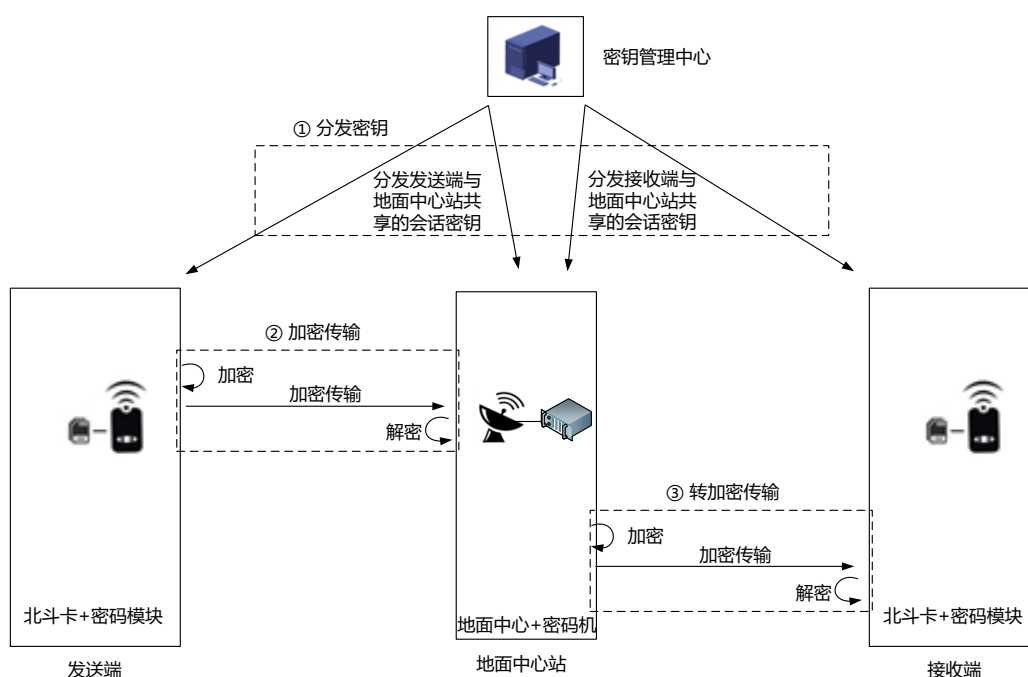 密钥管理中心
① 分发密钥
分发发送端与
地面中心站共
享的会话密钥
分发接收端与
地面中心站共
享的会话密钥
② 加密传输
加密
加密传输
解密
③ 转加密传输
加密
加密传输
解密
北斗卡+密码模块
地面中心+密码机
北斗卡+密码模块
发送端
地面中心站
接收端